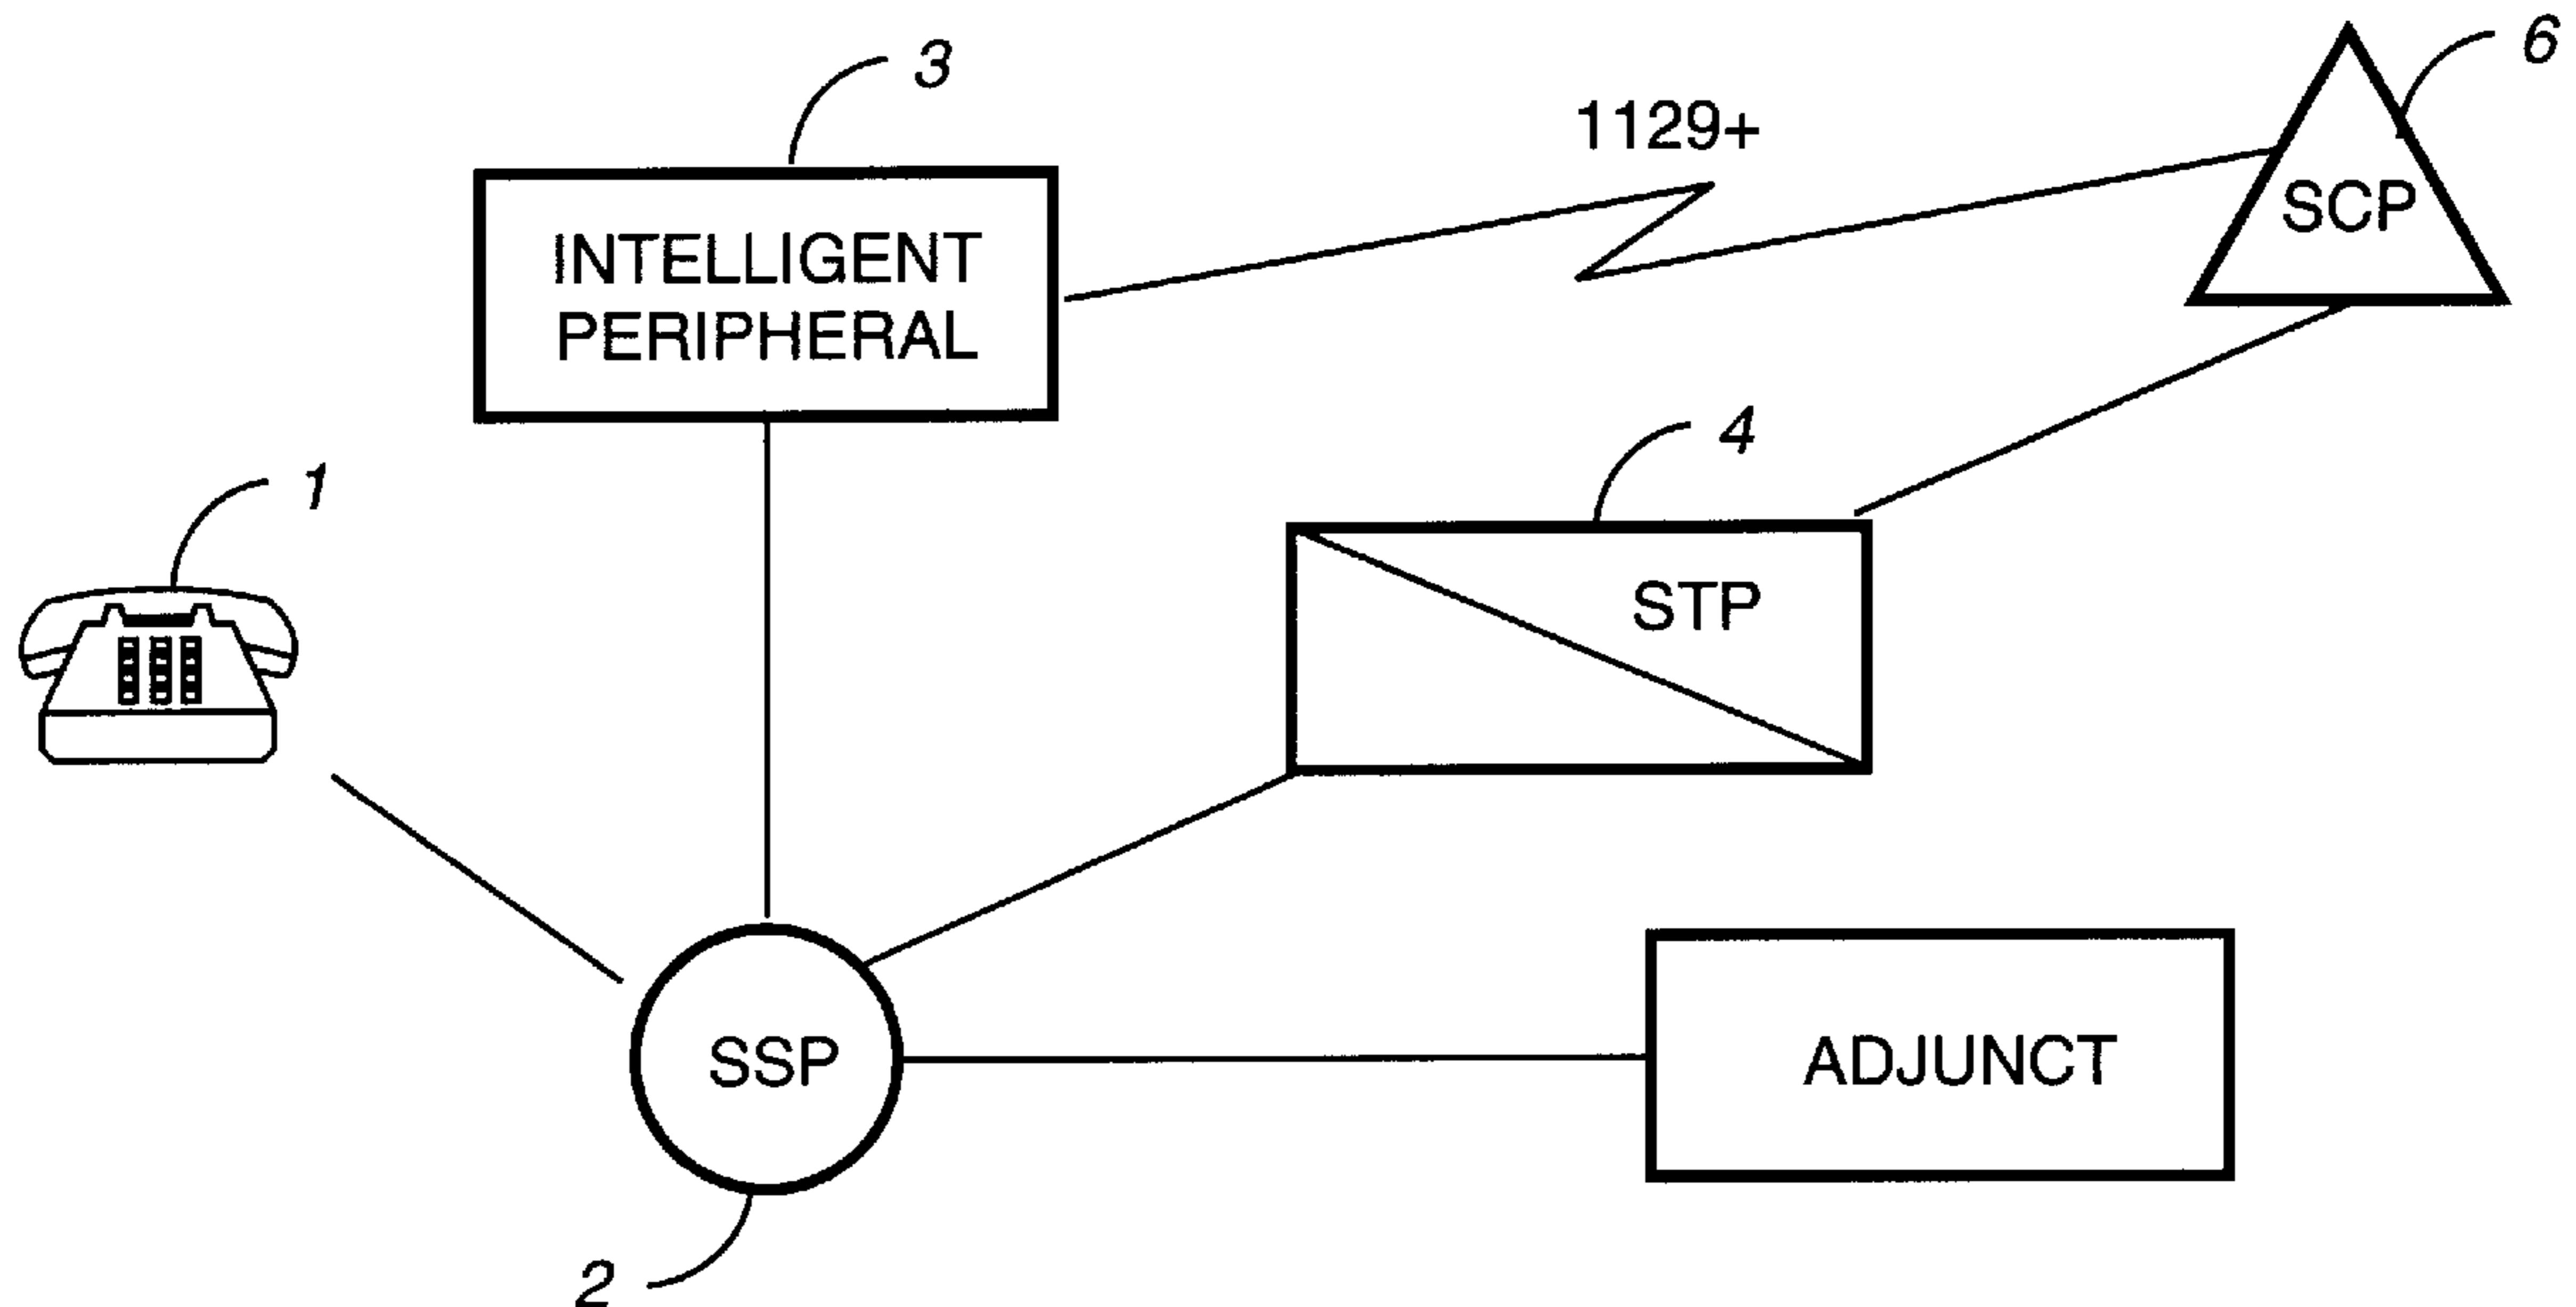 3
6
1129+
SCP
INTELLIGENT
PERIPHERAL
4
1
STP
SSP
ADJUNCT
2